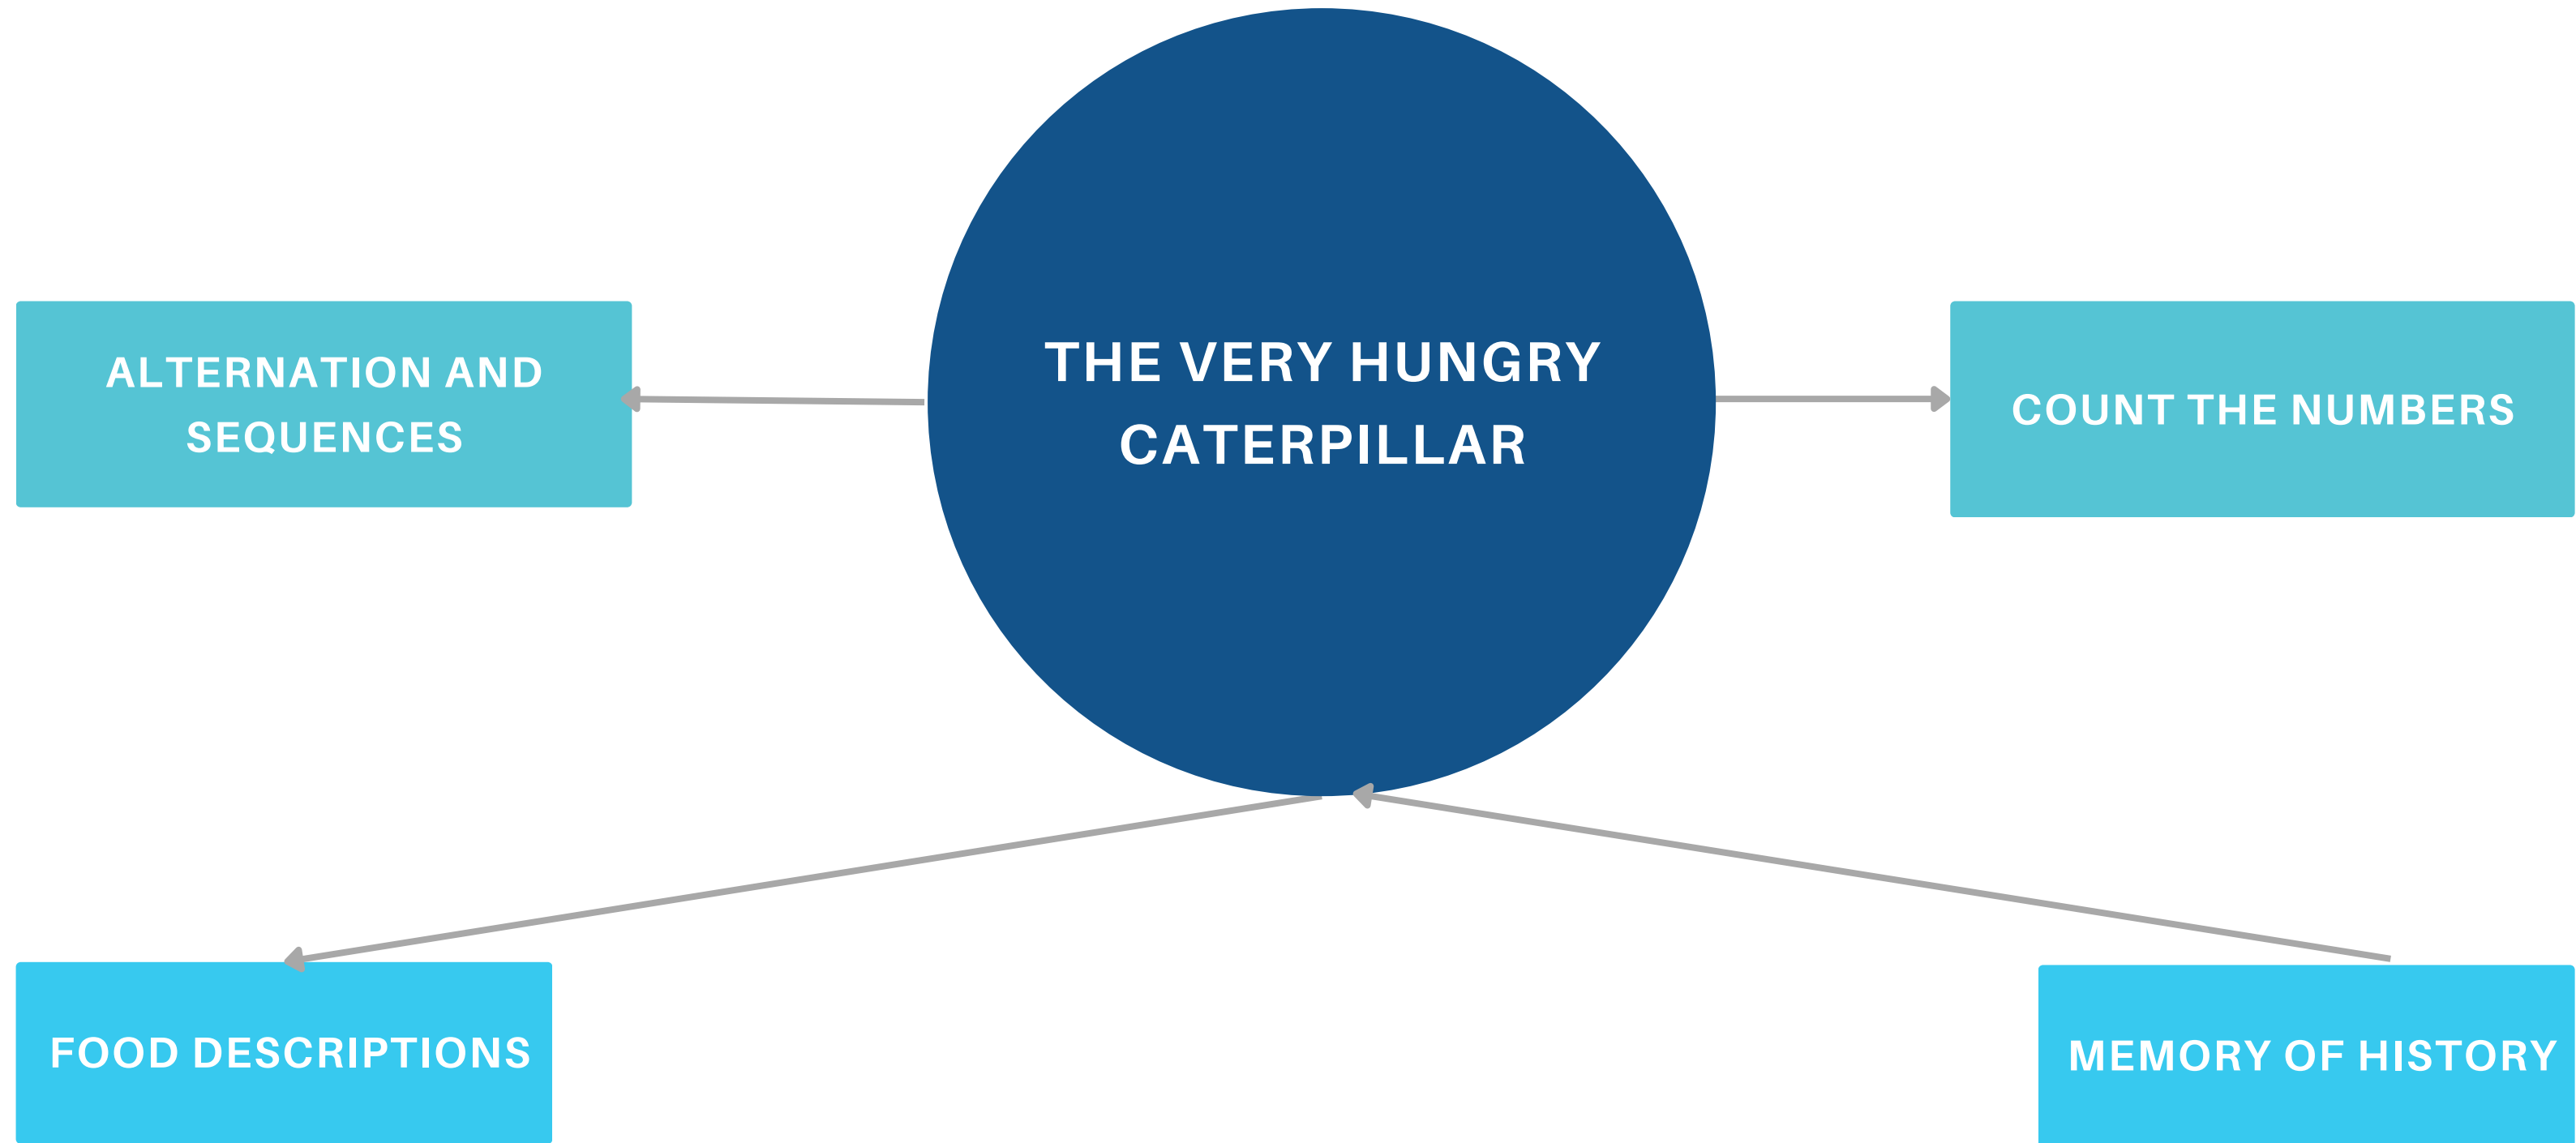 THE VERY HUNGRY
CATERPILLAR
ALTERNATION AND
SEQUENCES
COUNT THE NUMBERS
FOOD DESCRIPTIONS
MEMORY OF HISTORY